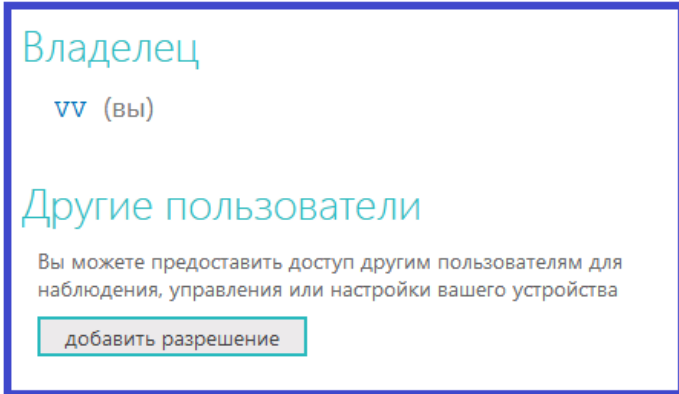 Владелец
vv (вы)
Другие пользователи
Вы можете предоставить доступ другим пользователям для
наблюдения, управления или настройки вашего устройства
добавить разрешение